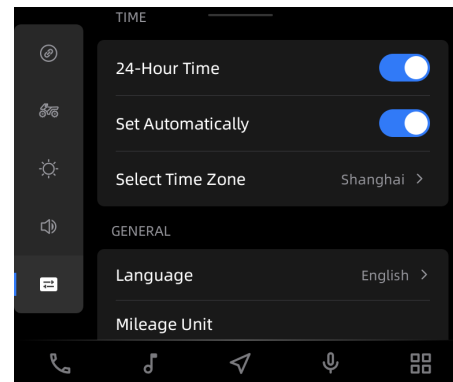 TIME
24-Hour Time
Set Automatically
Select Time Zone Shanghai >
GENERAL
Language English >
Mileage Unit